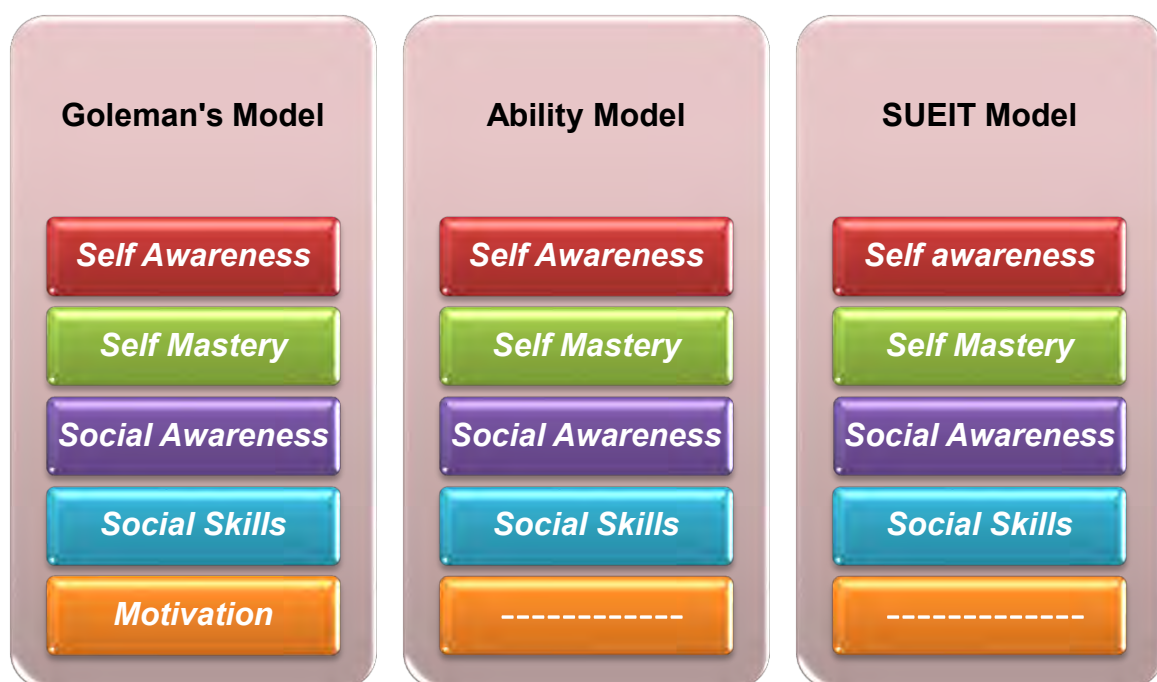 Goleman's Model
Self Awareness
Self Mastery
Social Awareness
Social Skills
Motivation
Ability Model
Self Awareness
Self Mastery
Social Awareness
Social Skills
------------
SUEIT Model
Self awareness
Self Mastery
Social Awareness
Social Skills
-------------